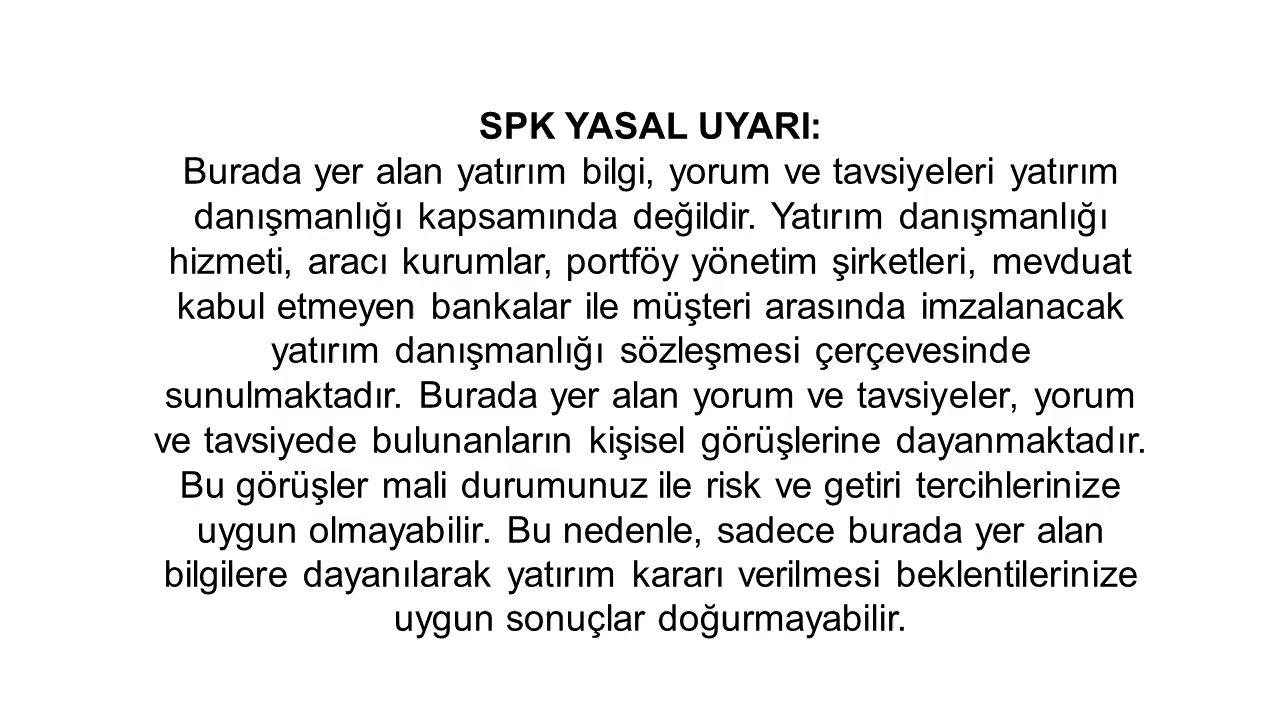 SPK YASAL UYARI:
Burada yer alan yatırım bilgi, yorum ve tavsiyeleri yatırım
danışmanlığı kapsamında değildir. Yatırım danışmanlığı
hizmeti, aracı kurumlar, portföy yönetim şirketleri, mevduat
kabul etmeyen bankalar ile müşteri arasında imzalanacak
yatırım danışmanlığı sözleşmesi çerçevesinde
sunulmaktadır. Burada yer alan yorum ve tavsiyeler, yorum
ve tavsiyede bulunanların kişisel görüşlerine dayanmaktadır.
Bu görüşler mali durumunuz ile risk ve getiri tercihlerinize
uygun olmayabilir. Bu nedenle, sadece burada yer alan
bilgilere dayanılarak yatırım kararı verilmesi beklentilerinize
uygun sonuçlar doğurmayabilir.